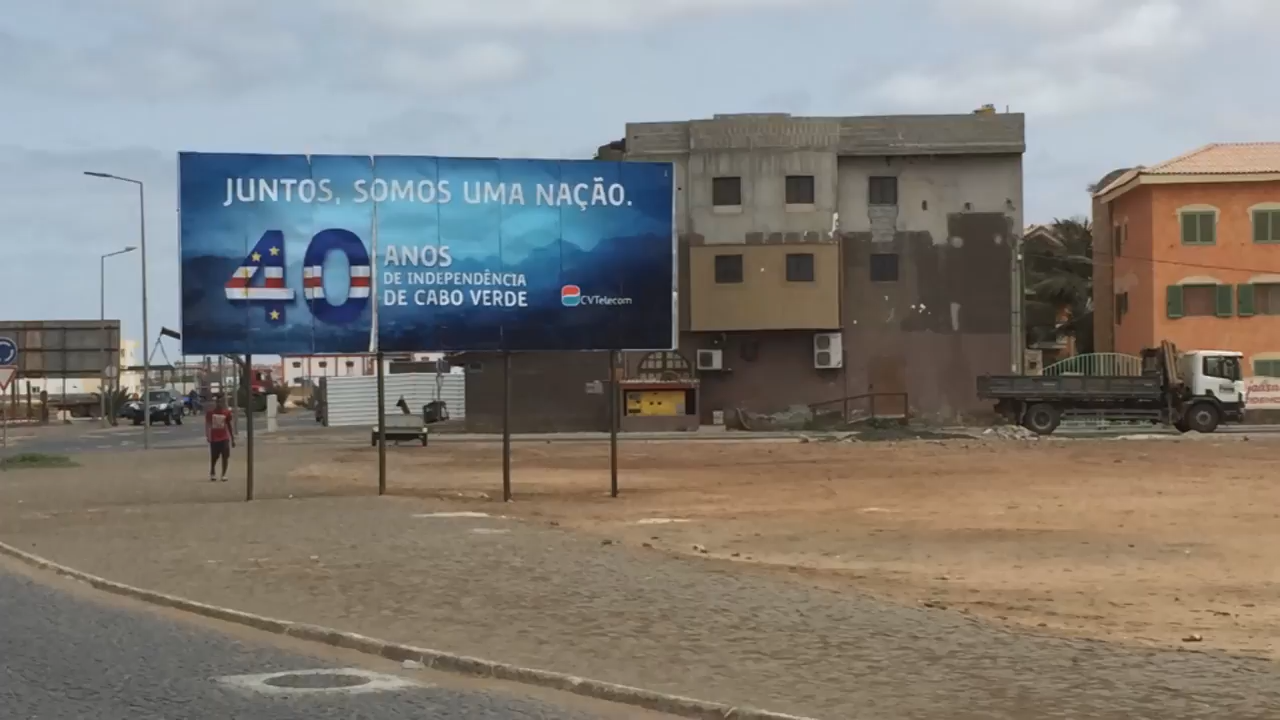 JUNTOS, SOMOS UMA NAÇÃO.
40 ANOS
DE INDEPENDÊNCIA
DE CABO VERDE
CVTelecom